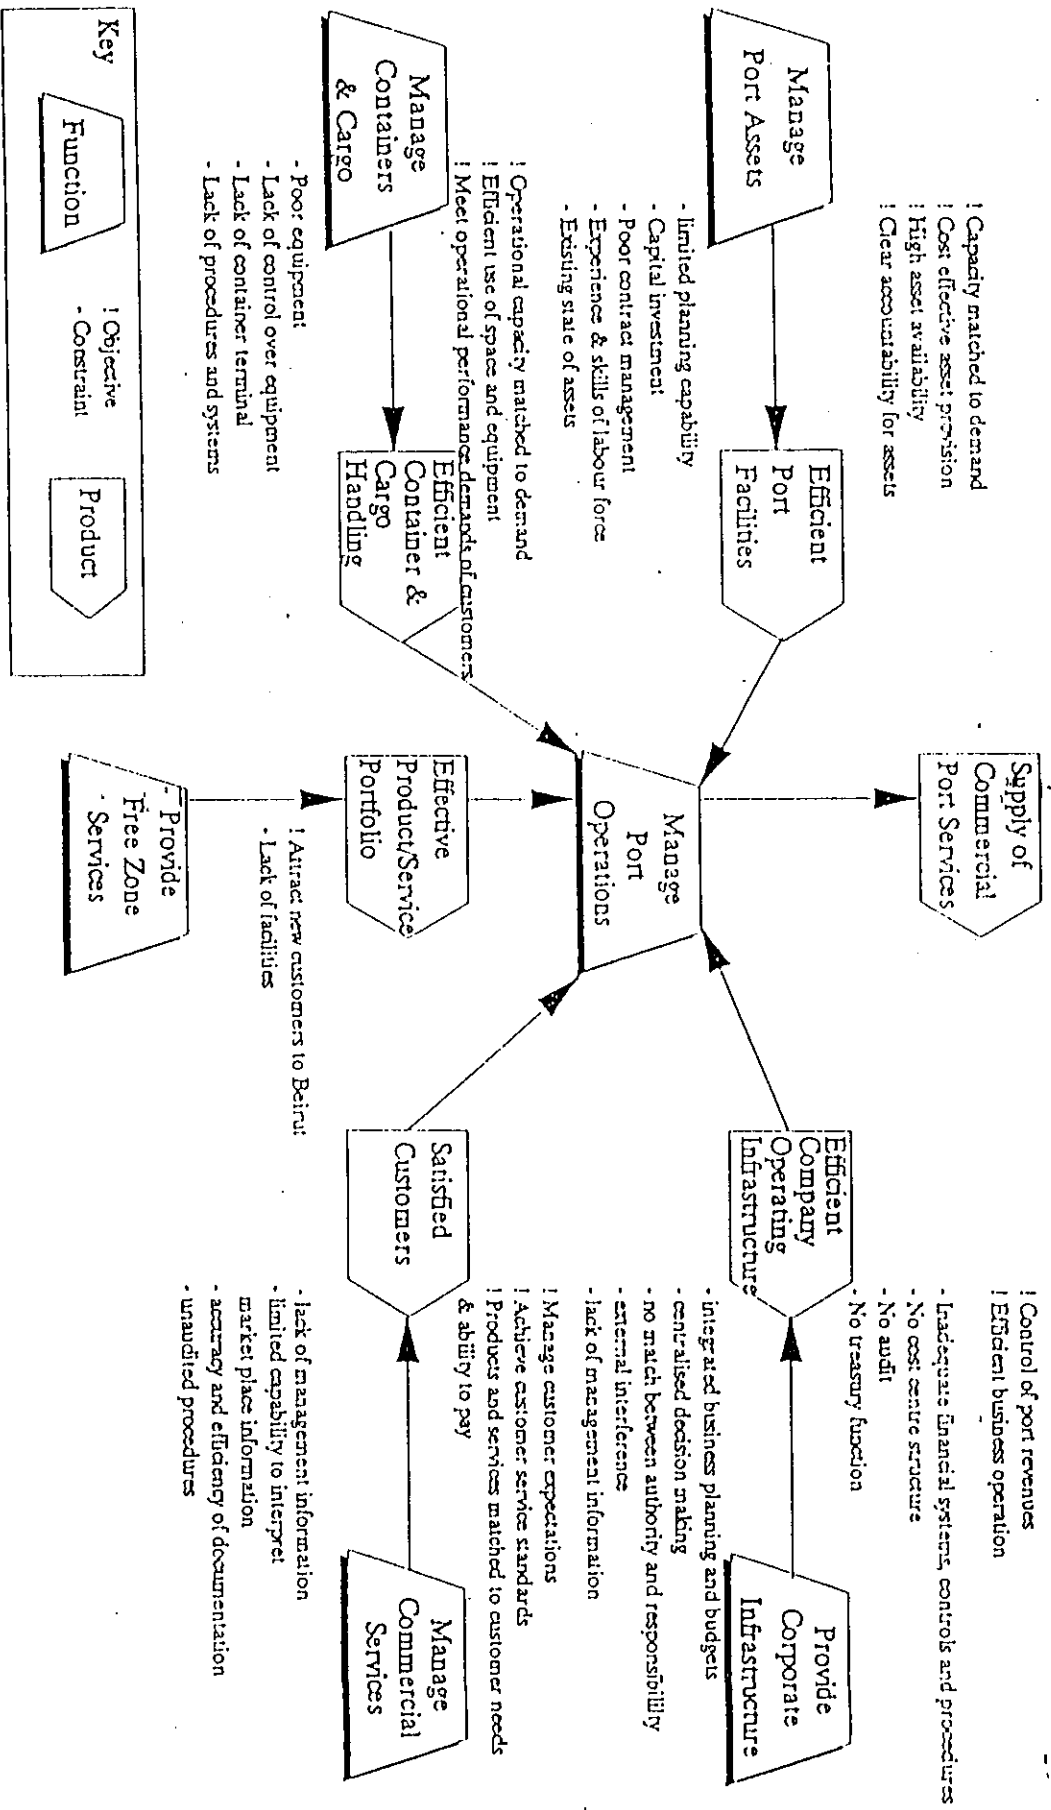 Supply of
Commercial
Port Services
! Capacity matched to demand
! Cost effective asset provision
! High asset availability
! Clear accountability for assets
Manage
Port Assets
Efficient
Port
Facilities
- limited planning capability
- Capital investment
- Poor contract management
- Experience & skills of labour force
- Existing state of assets
! Control of port revenues
! Efficient business operation
- Inadequate financial systems, controls and procedures
- No cost centre structure
- No audit
- No treasury function
Efficient
Company
Operating
Infrastructure
Provide
Corporate
Infrastructure
- integrated business planning and budgets
- centralised decision making
- no match between authority and responsibility
- external interference
- lack of management information
Manage
Port
Operations
! Operational capacity matched to demand
! Efficient use of space and equipment
! Meet operational performance demands of customers
Manage
Containers
& Cargo
Efficient
Container &
Cargo
Handling
- Poor equipment
- Lack of control over equipment
- Lack of container terminal
- Lack of procedures and systems
Effective
Product/Service
Portfolio
! Attract new customers to Beirut
- Lack of facilities
- Provide
Free Zone
- Services
! Manage customer expectations
! Achieve customer service standards
! Products and services matched to customer needs
& ability to pay
Satisfied
Customers
Manage
Commercial
Services
- lack of management information
- limited capability to interpret
market place information
- accuracy and efficiency of documentation
- unaudited procedures
Key
Function
! Objective
- Constraint
Product